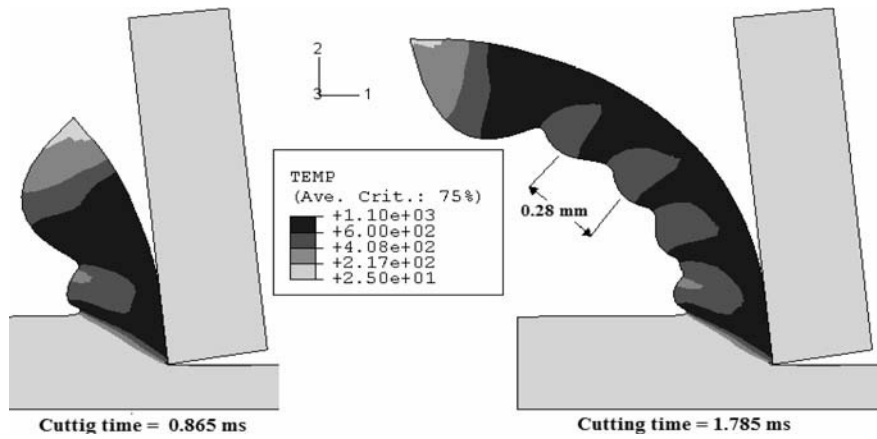 2
3
1
TEMP
(Ave. Crit.: 75%)
+1.10e+03
+6.00e+02
+4.08e+02
+2.17e+02
+2.50e+01
0.28 mm
Cuttig time = 0.865 ms
Cutting time = 1.785 ms